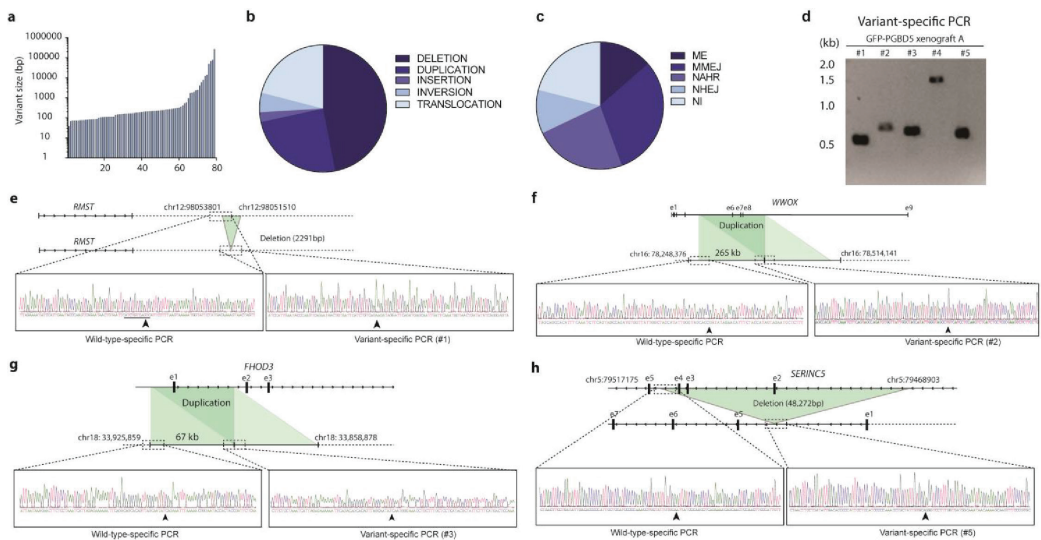 a
Variant size (bp)
1000000
100000
10000
1000
100
10
1
20 40 60 80
b
DELETION
DUPLICATION
INSERTION
INVERSION
TRANSLOCATION
c
ME
MMEJ
NAHR
NHEJ
NI
d
Variant-specific PCR
GFP-PGBD5 xenograft A
(kb)
#1 #2 #3 #4 #5
2.0
1.5
1.0
0.5
e
RMST
chr12:98053801 chr12:98051510
RMST
Deletion (2291bp)
Wild-type-specific PCR
Variant-specific PCR (#1)
f
WWOX
e1 e6 e7e8 e9
Duplication
chr16: 78,248,376 265 kb chr16: 78,514,141
Wild-type-specific PCR
Variant-specific PCR (#2)
g
FHOD3
e1 e2 e3
Duplication
chr18: 33,925,859 67 kb chr18: 33,858,878
Wild-type-specific PCR
Variant-specific PCR (#3)
h
SERINC5
chr5:79517175 e5 e4 e3 e2 chr5:79468903
Deletion (48,272bp)
e7 e6 e5 e1
Wild-type-specific PCR
Variant-specific PCR (#5)